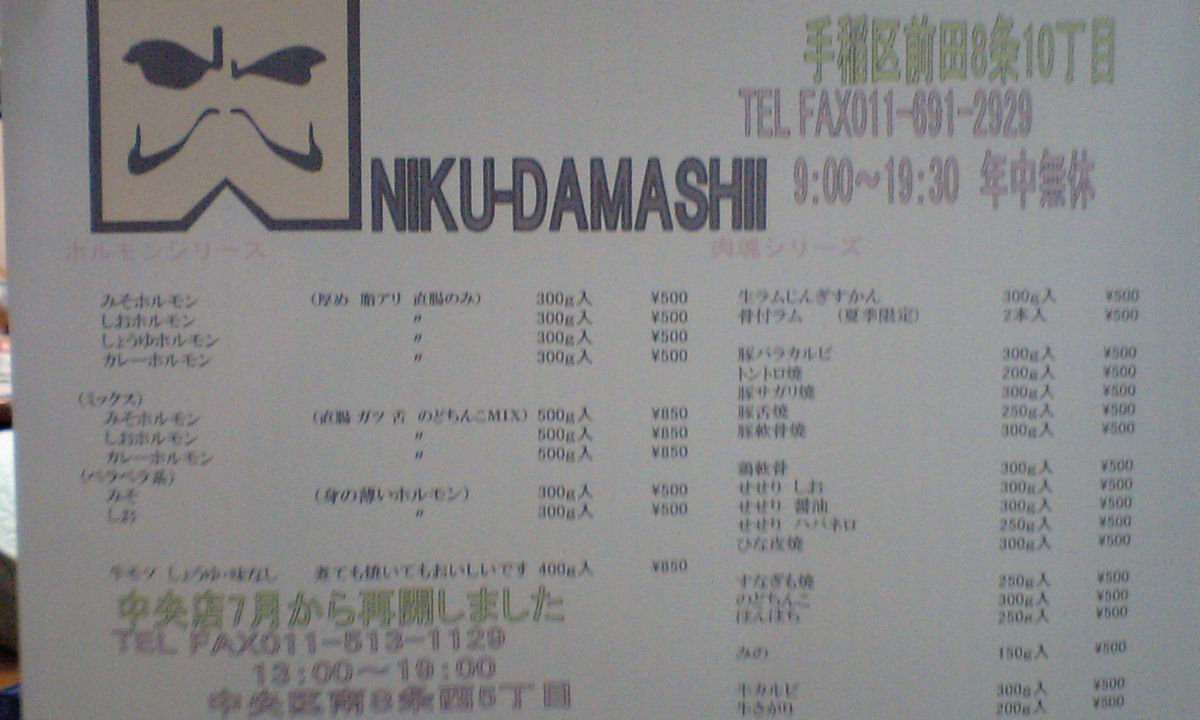 手稲区前田8条10丁目
TEL FAX011-691-2929
NIKU-DAMASHII
9:00～19:30 年中無休
ホルモンシリーズ
みそホルモン （厚め 脂アリ 直腸のみ） 300g入 ¥500
しおホルモン 〃 300g入 ¥500
しょうゆホルモン 〃 300g入 ¥500
カレーホルモン 〃 300g入 ¥500
（ミックス）
みそホルモン （直腸 ガツ 舌 のどちんこMIX） 500g入 ¥850
しおホルモン 〃 500g入 ¥850
カレーホルモン 〃 500g入 ¥850
（ペラペラ系）
みそ （身の薄いホルモン） 300g入 ¥500
しお 〃 300g入 ¥500
牛モツ しょうゆ・味なし 煮ても焼いてもおいしいです 400g入 ¥850
中央店7月から再開しました
TEL FAX011-513-1129
13:00～19:00
中央区南8条西5丁目
肉魂シリーズ
生ラムじんぎすかん 300g入 ¥500
骨付ラム （夏季限定） 2本入 ¥500
豚バラカルビ 300g入 ¥500
トントロ焼 200g入 ¥500
豚サガリ焼 300g入 ¥500
豚舌焼 250g入 ¥500
豚軟骨焼 300g入 ¥500
鶏軟骨 300g入 ¥500
せせり しお 300g入 ¥500
せせり 醤油 300g入 ¥500
せせり ハバネロ 250g入 ¥500
ひな皮焼 300g入 ¥500
すなぎも焼 250g入 ¥500
のどちんこ 300g入 ¥500
ぼんぼち 250g入 ¥500
みの 150g入 ¥500
牛カルビ 300g入 ¥500
牛さがり 200g入 ¥500